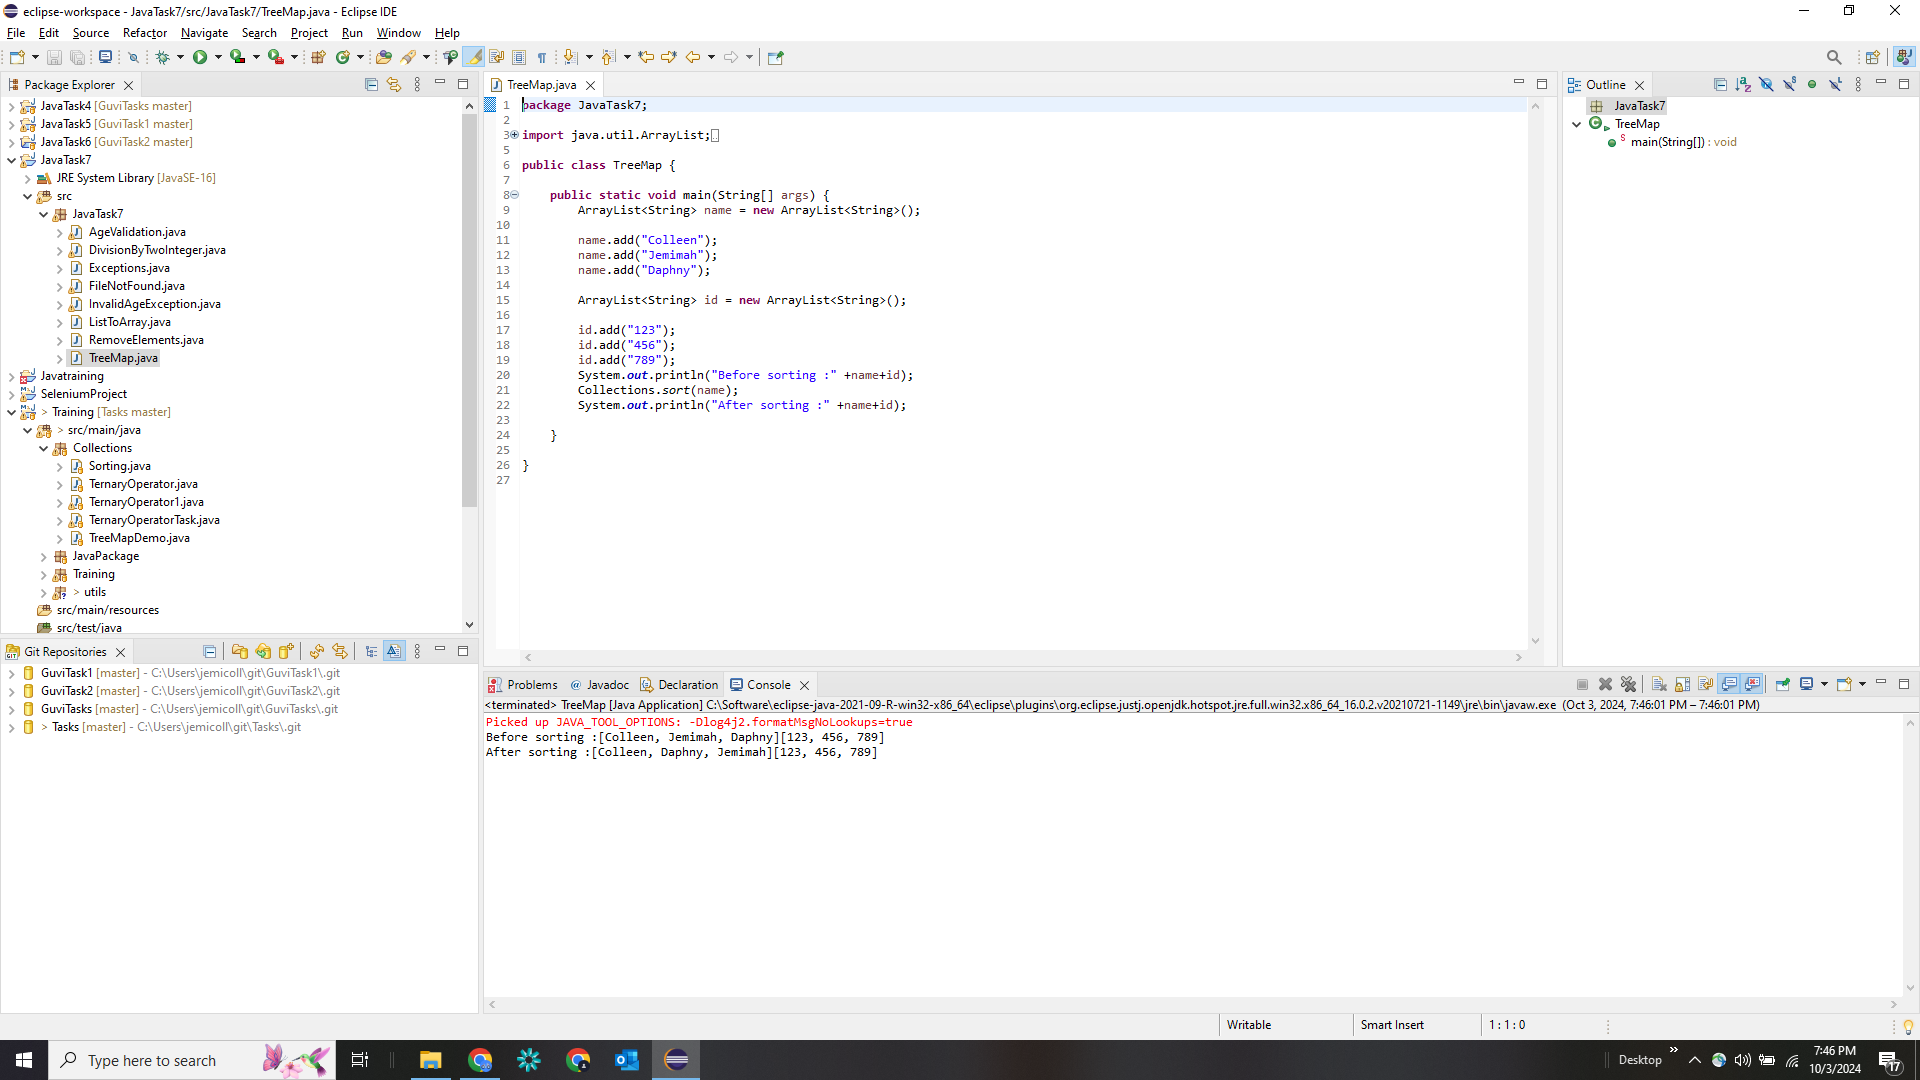 eclipse-workspace - JavaTask7/src/JavaTask7/TreeMap.java - Eclipse IDE
File Edit Source Refactor Navigate Search Project Run Window Help
Package Explorer
JavaTask4 [GuviTasks master]
JavaTask5 [GuviTask1 master]
JavaTask6 [GuviTask2 master]
JavaTask7
JRE System Library [JavaSE-16]
src
JavaTask7
AgeValidation.java
DivisionByTwoInteger.java
Exceptions.java
FileNotFound.java
InvalidAgeException.java
ListToArray.java
RemoveElements.java
TreeMap.java
Javatraining
SeleniumProject
> Training [Tasks master]
> src/main/java
Collections
Sorting.java
TernaryOperator.java
TernaryOperator1.java
TernaryOperatorTask.java
TreeMapDemo.java
JavaPackage
Training
> utils
src/main/resources
src/test/java
Git Repositories
GuviTask1 [master] - C:\Users\jemicoll\git\GuviTask1\.git
GuviTask2 [master] - C:\Users\jemicoll\git\GuviTask2\.git
GuviTasks [master] - C:\Users\jemicoll\git\GuviTasks\.git
> Tasks [master] - C:\Users\jemicoll\git\Tasks\.git
TreeMap.java
1 package JavaTask7;
2
3 import java.util.ArrayList;
5
6 public class TreeMap {
7
8 public static void main(String[] args) {
9 ArrayList<String> name = new ArrayList<String>();
10
11 name.add("Colleen");
12 name.add("Jemimah");
13 name.add("Daphny");
14
15 ArrayList<String> id = new ArrayList<String>();
16
17 id.add("123");
18 id.add("456");
19 id.add("789");
20 System.out.println("Before sorting :" +name+id);
21 Collections.sort(name);
22 System.out.println("After sorting :" +name+id);
23
24 }
25
26 }
27
Outline
JavaTask7
TreeMap
main(String[]) : void
Problems Javadoc Declaration Console
<terminated> TreeMap [Java Application] C:\Software\eclipse-java-2021-09-R-win32-x86_64\eclipse\plugins\org.eclipse.justj.openjdk.hotspot.jre.full.win32.x86_64_16.0.2.v20210721-1149\jre\bin\javaw.exe (Oct 3, 2024, 7:46:01 PM – 7:46:01 PM)
Picked up JAVA_TOOL_OPTIONS: -Dlog4j2.formatMsgNoLookups=true
Before sorting :[Colleen, Jemimah, Daphny][123, 456, 789]
After sorting :[Colleen, Daphny, Jemimah][123, 456, 789]
Writable Smart Insert 1 : 1 : 0
Type here to search
Desktop
7:46 PM
10/3/2024
17